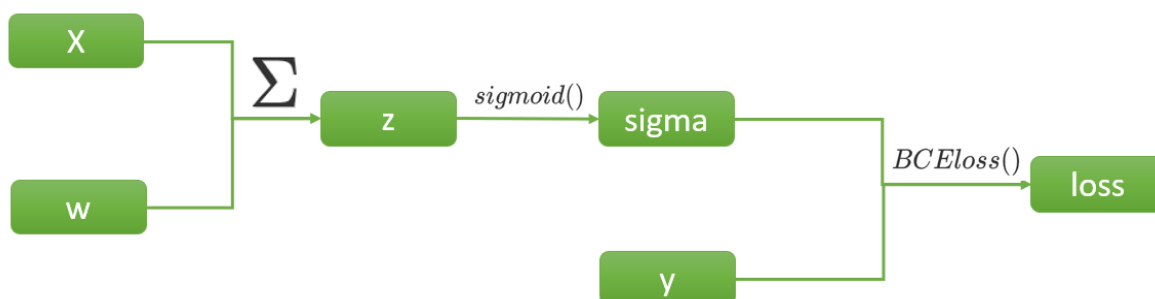 X
∑
z
sigmoid()
sigma
w
BCEloss()
loss
y